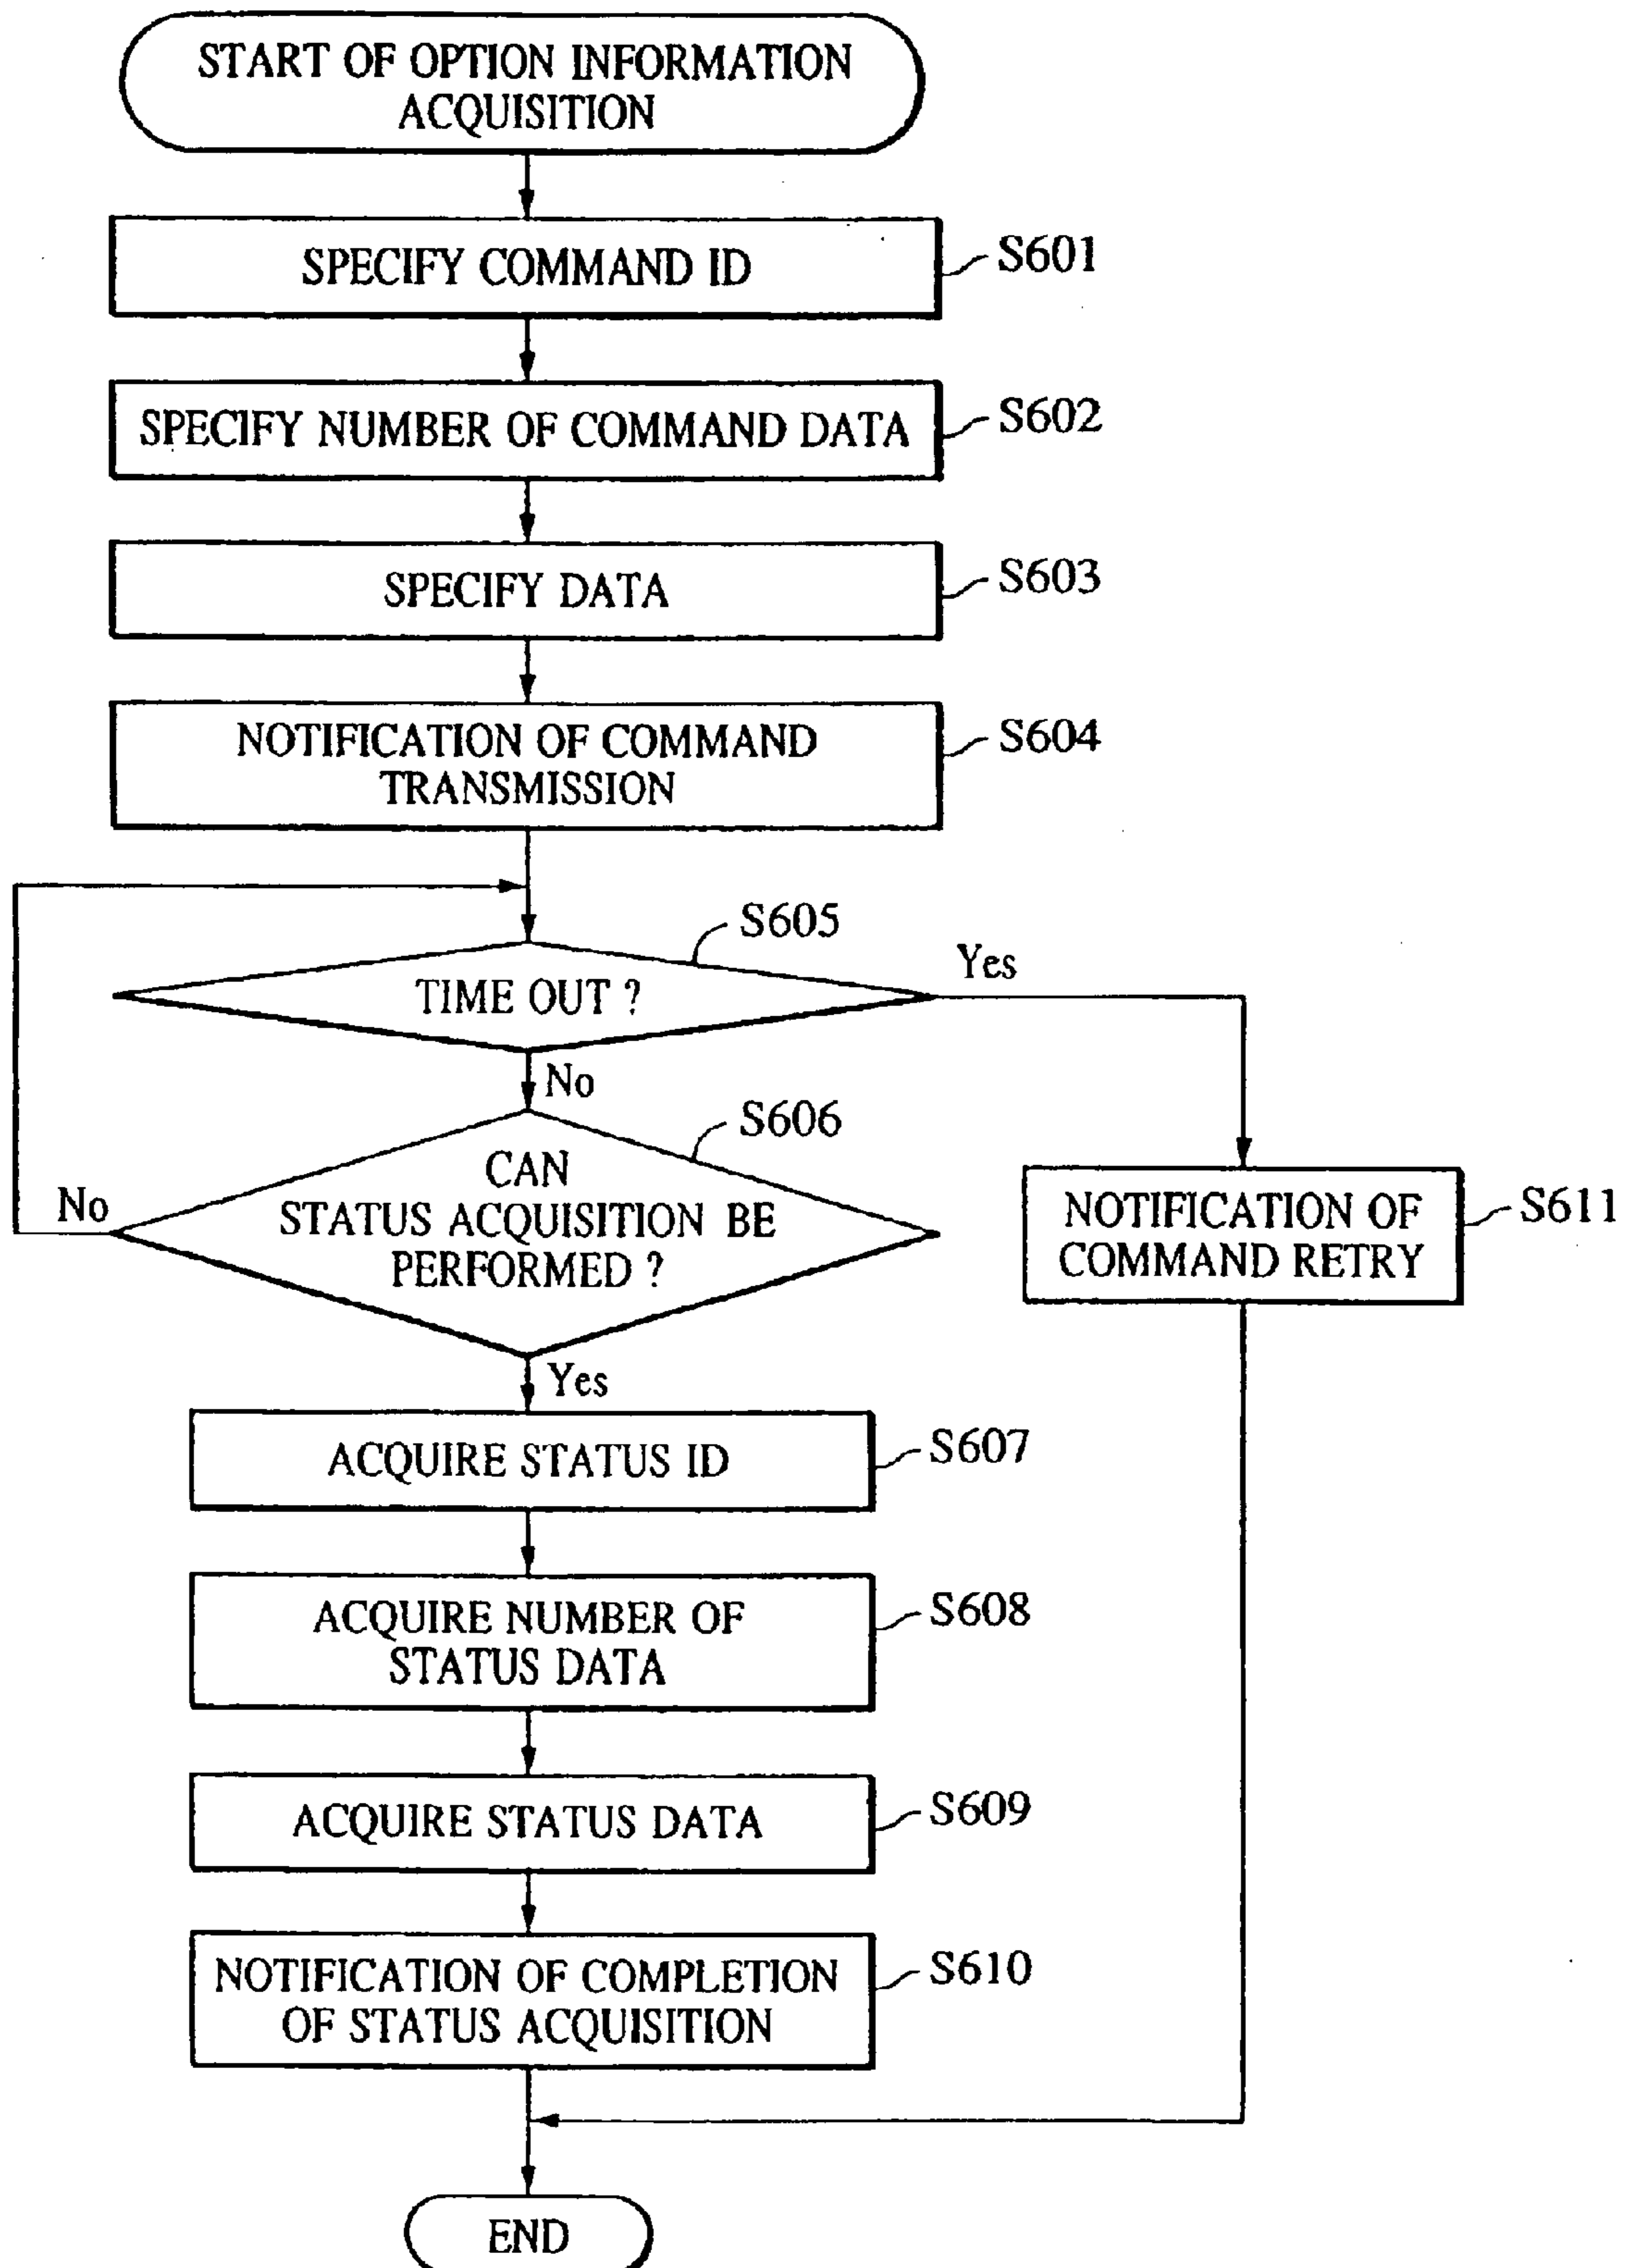 START OF OPTION INFORMATION
ACQUISITION
SPECIFY COMMAND ID
S601
SPECIFY NUMBER OF COMMAND DATA
S602
SPECIFY DATA
S603
NOTIFICATION OF COMMAND
TRANSMISSION
S604
S605
TIME OUT ?
Yes
No
S606
CAN
STATUS ACQUISITION BE
PERFORMED ?
No
Yes
NOTIFICATION OF
COMMAND RETRY
S611
ACQUIRE STATUS ID
S607
ACQUIRE NUMBER OF
STATUS DATA
S608
ACQUIRE STATUS DATA
S609
NOTIFICATION OF COMPLETION
OF STATUS ACQUISITION
S610
END